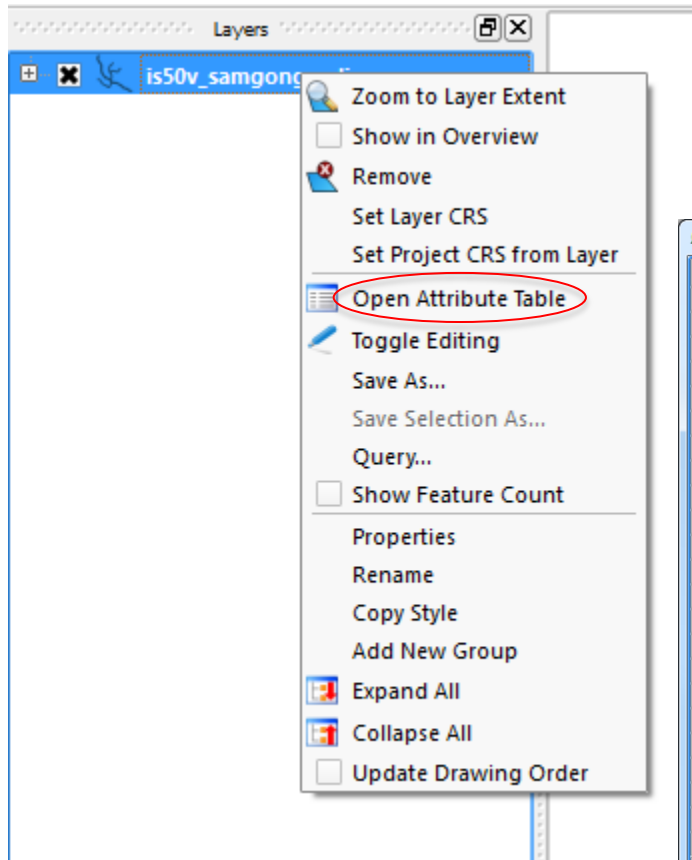 Layers
is50v_samgong
Zoom to Layer Extent
Show in Overview
Remove
Set Layer CRS
Set Project CRS from Layer
Open Attribute Table
Toggle Editing
Save As...
Save Selection As...
Query...
Show Feature Count
Properties
Rename
Copy Style
Add New Group
Expand All
Collapse All
Update Drawing Order